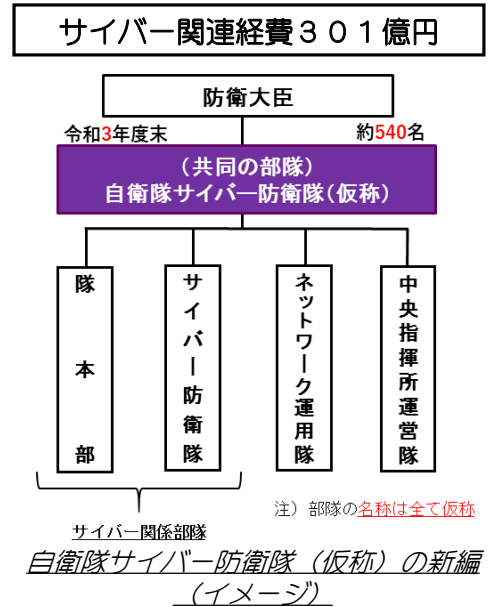 サイバー関連経費３０１億円
防衛大臣
令和3年度末
約540名
（共同の部隊）
自衛隊サイバー防衛隊（仮称）
隊本部
サイバー防衛隊
ネットワーク運用隊
中央指揮所運営隊
注）部隊の名称は全て仮称
サイバー関係部隊
自衛隊サイバー防衛隊（仮称）の新編
（イメージ）